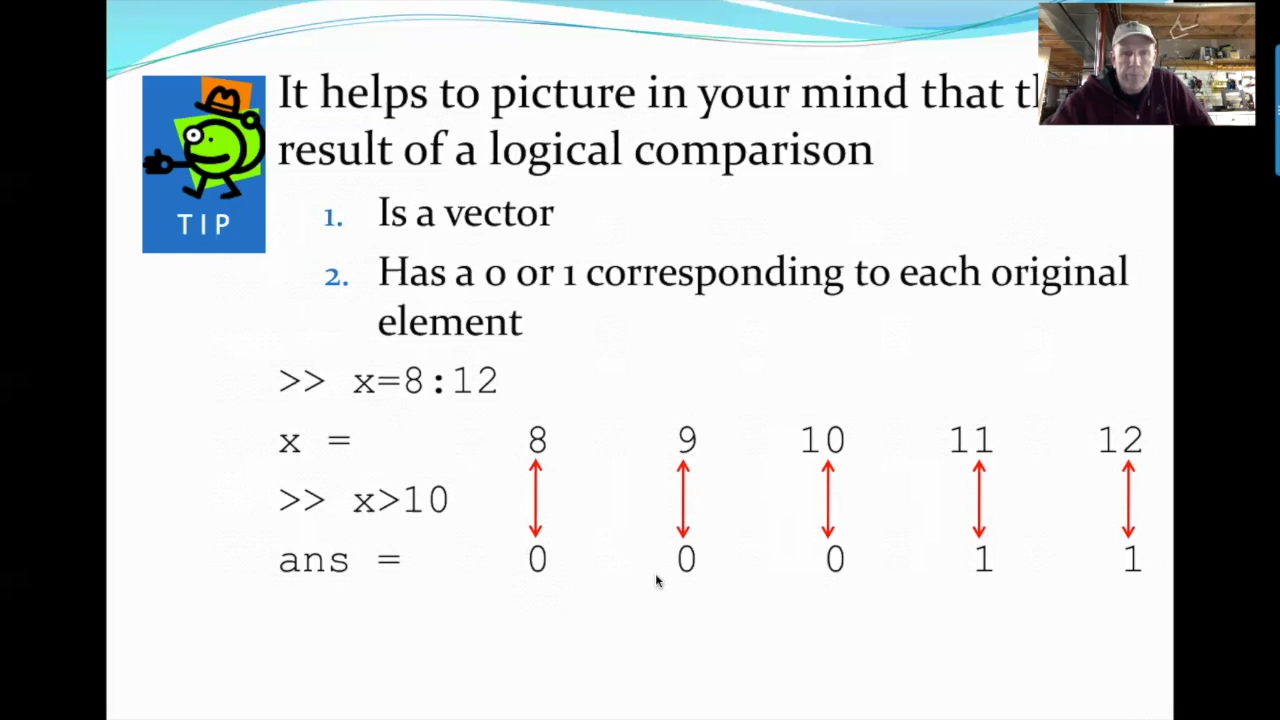 It helps to picture in your mind that
result of a logical comparison
TIP
1. Is a vector
2. Has a 0 or 1 corresponding to each original
element
>> x=8:12
x = 8 9 10 11 12
>> x>10
ans = 0 0 0 1 1